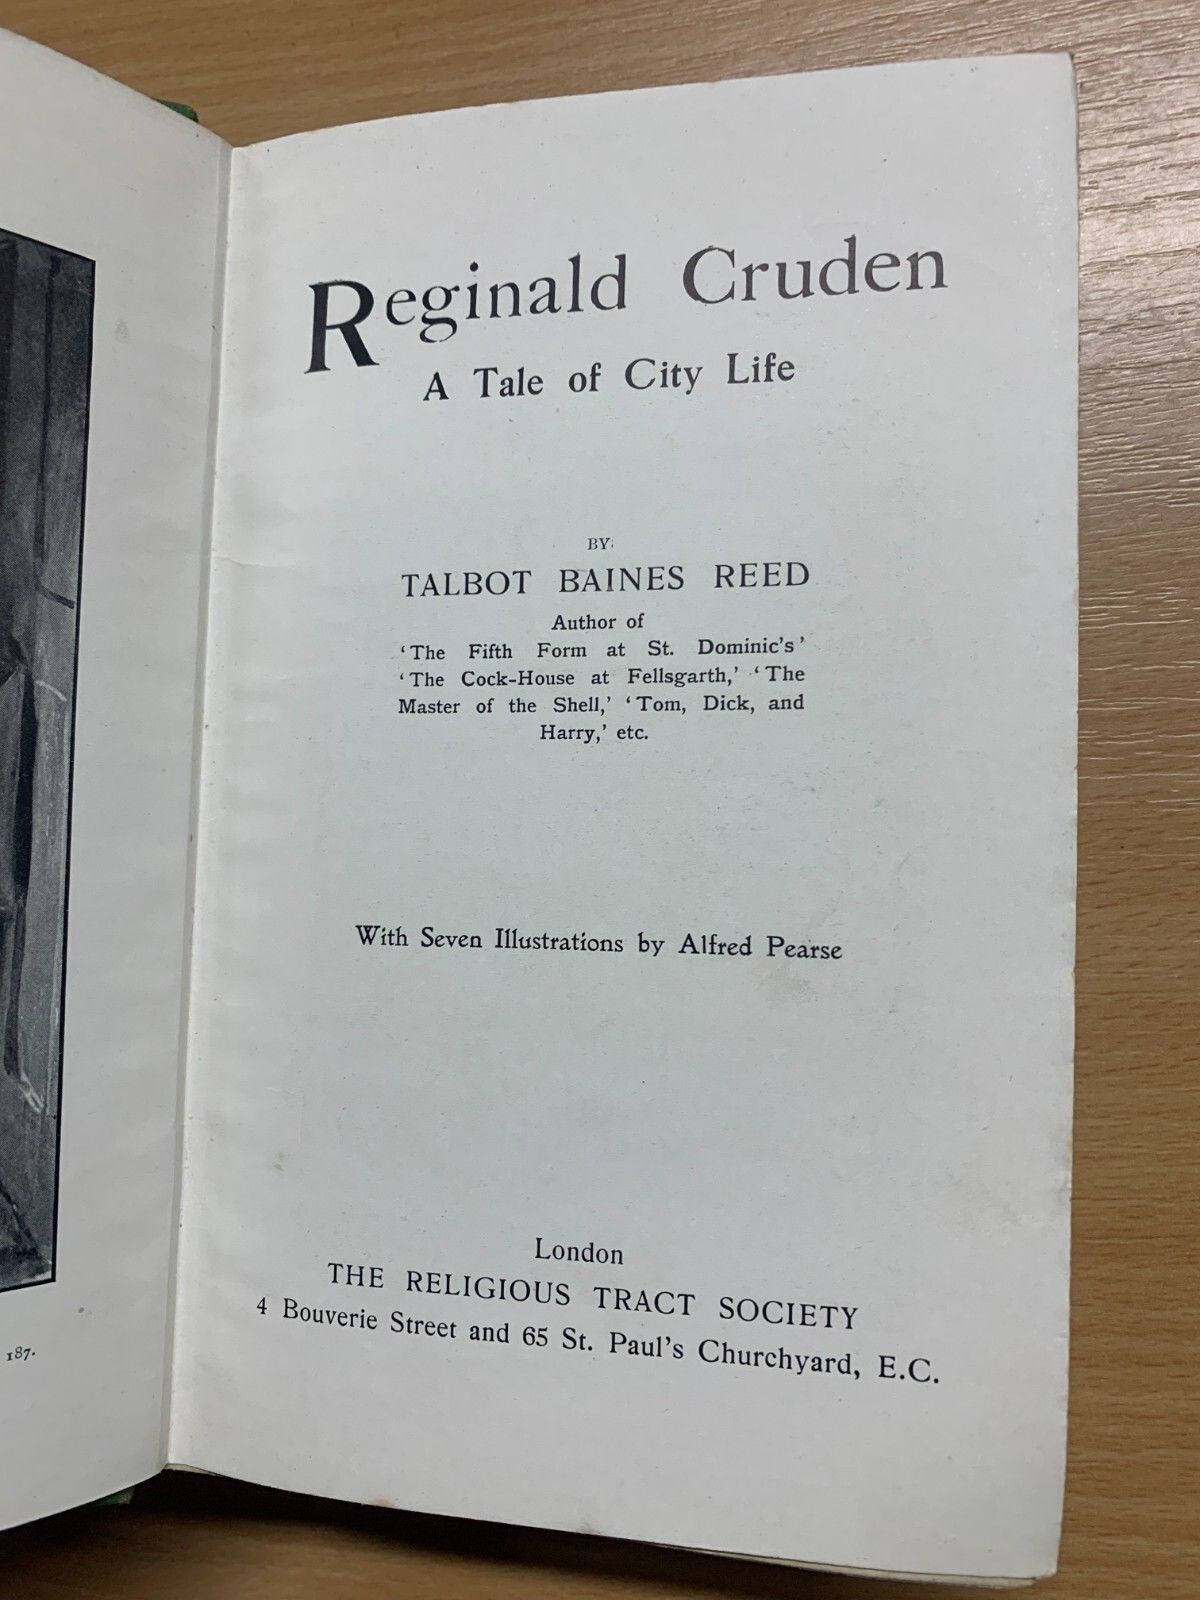 Reginald Cruden
A Tale of City Life
BY
TALBOT BAINES REED
Author of
‘The Fifth Form at St. Dominic's’
‘The Cock-House at Fellsgarth,’ ‘The
Master of the Shell,’ ‘Tom, Dick, and
Harry,’ etc.
With Seven Illustrations by Alfred Pearse
London
THE RELIGIOUS TRACT SOCIETY
4 Bouverie Street and 65 St. Paul's Churchyard, E.C.
187.